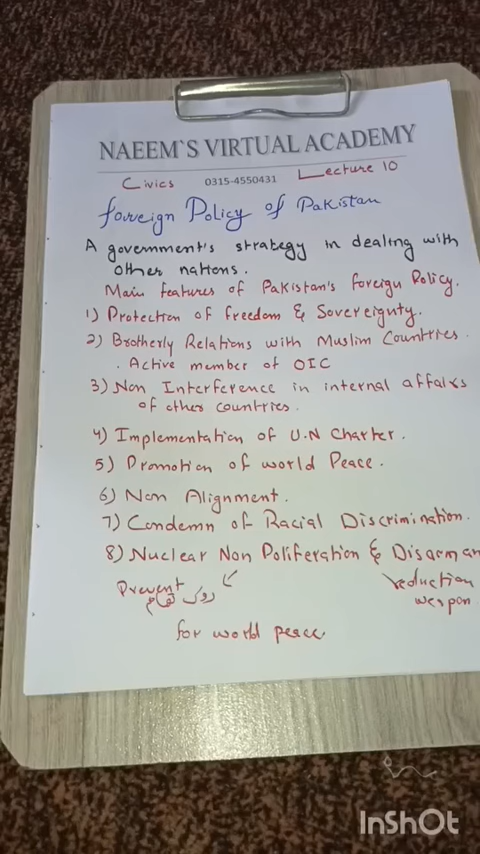 NAEEM`S VIRTUAL ACADEMY
Civics 0315-4550431 Lecture 10
Foreign Policy of Pakistan
A government's strategy in dealing with
other nations.
Main features of Pakistan's Foreign Policy.
1) Protection of freedom & Sovereignty.
2) Brotherly Relations with Muslim Countries.
. Active member of OIC
3) Non Interference in internal affairs
of other countries.
4) Implementation of U.N Charter.
5) Promotion of world Peace.
6) Non Alignment.
7) Condemn of Racial Discrimination.
8) Nuclear Non Poliferation & Disarman
Prevent روک تھام reduction
weapon
for world peace
InShOt